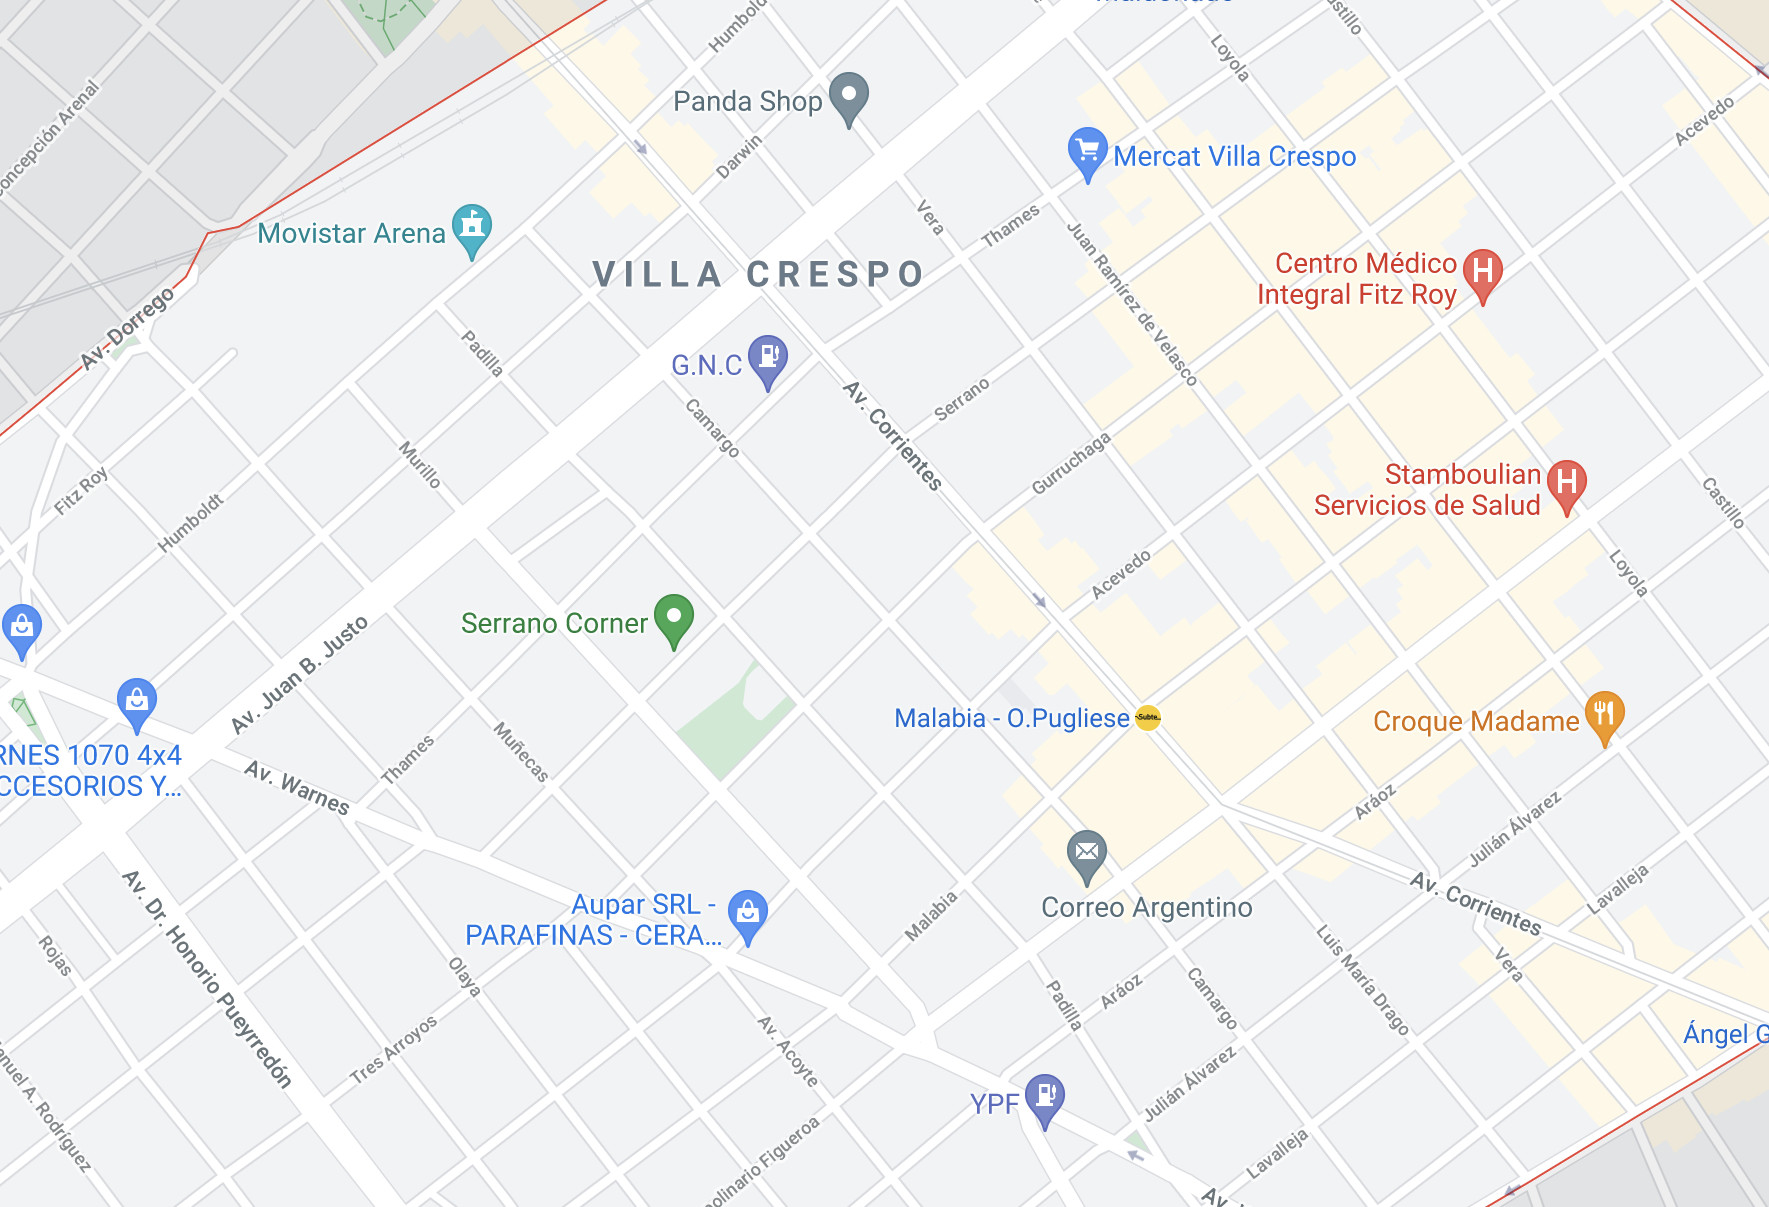 Humboldt
Loyola
Castillo
Concepción Arenal
Panda Shop
Acevedo
Darwin
Mercat Villa Crespo
Movistar Arena
Vera
Thames
Juan Ramírez de Velasco
VILLA CRESPO
Centro Médico
Integral Fitz Roy
Av. Dorrego
Padilla
G.N.C
Av. Corrientes
Serrano
Camargo
Murillo
Gurruchaga
Fitz Roy
Humboldt
Stamboulian
Servicios de Salud
Castillo
Acevedo
Loyola
Serrano Corner
Av. Juan B. Justo
Malabia - O.Pugliese
Subte
Croque Madame
RNES 1070 4x4
CCESORIOS Y...
Thames
Muñecas
Av. Warnes
Aráoz
Julián Álvarez
Av. Dr. Honorio Pueyrredón
Aupar SRL -
PARAFINAS - CERA...
Malabia
Correo Argentino
Av. Corrientes
Lavalleja
Rojas
Olaya
Luis María Drago
Vera
Padilla
Aráoz
Camargo
Tres Arroyos
Av. Acoyte
Ángel G
Julián Álvarez
YPF
anuel A. Rodríguez
olinario Figueroa
Lavalleja
Av.